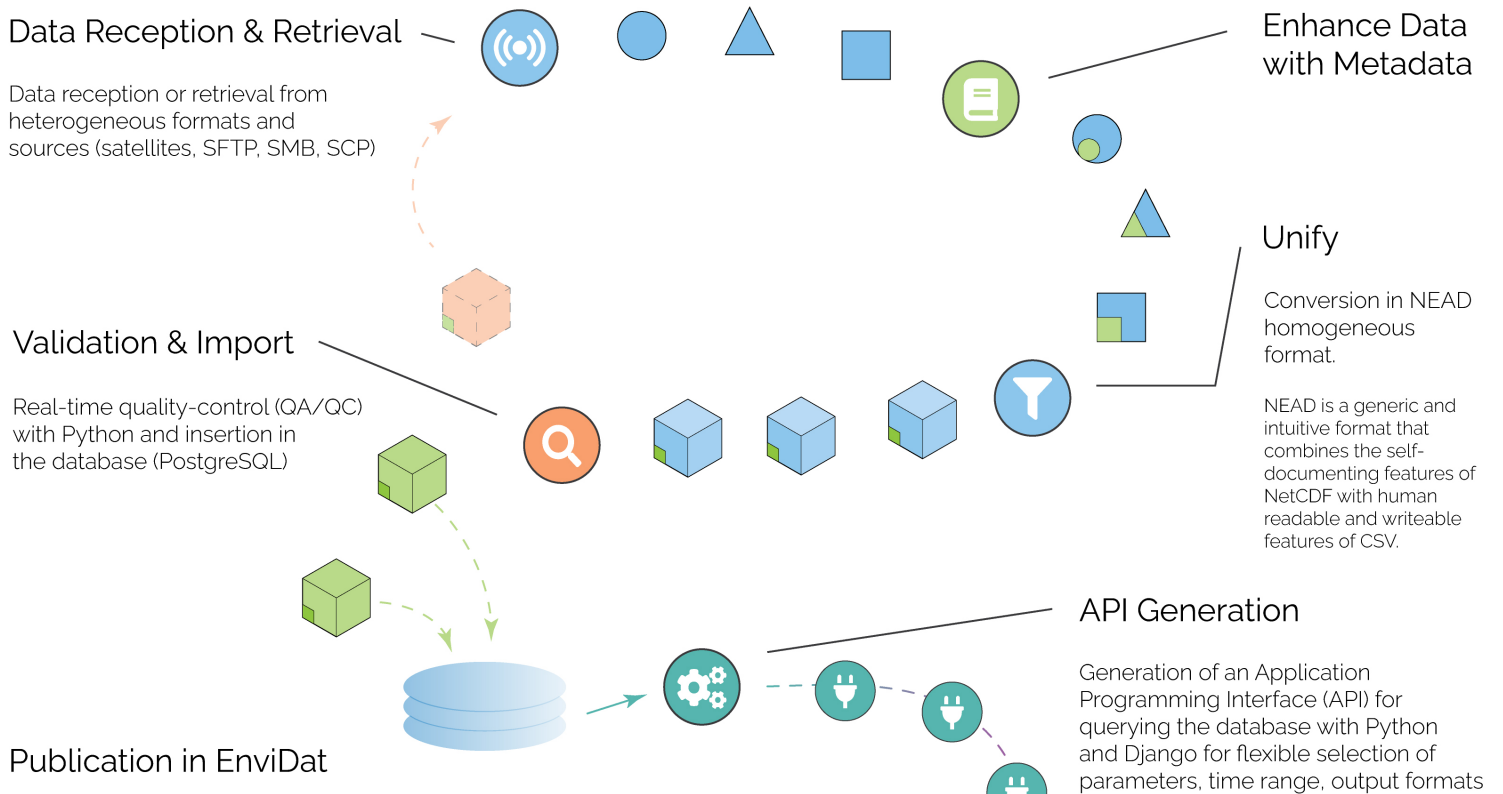 Data Reception & Retrieval
Data reception or retrieval from
heterogeneous formats and
sources (satellites, SFTP, SMB, SCP)
Enhance Data
with Metadata
Unify
Conversion in NEAD
homogeneous
format.
NEAD is a generic and
intuitive format that
combines the self-
documenting features of
NetCDF with human
readable and writeable
features of CSV.
Validation & Import
Real-time quality-control (QA/QC)
with Python and insertion in
the database (PostgreSQL)
API Generation
Generation of an Application
Programming Interface (API) for
querying the database with Python
and Django for flexible selection of
parameters, time range, output formats
Publication in EnviDat